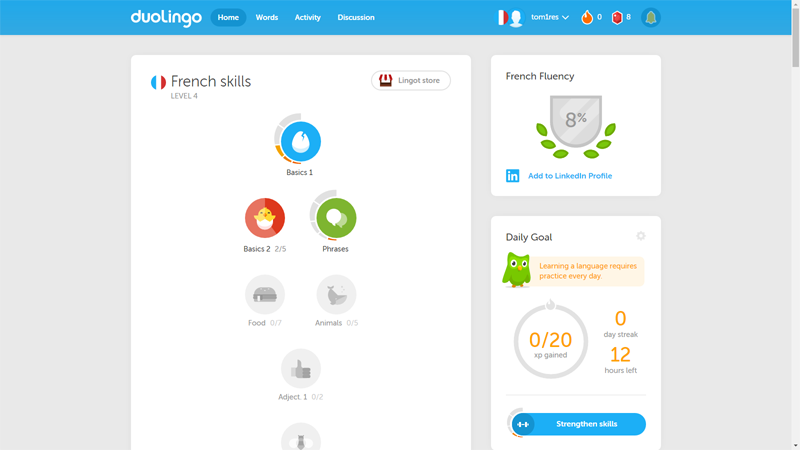 duolingo
Home
Words
Activity
Discussion
tom1res
0
8
French skills
LEVEL 4
Lingot store
Basics 1
Basics 2 2/5
Phrases
Food 0/7
Animals 0/5
Adject. 1 0/2
French Fluency
8%
Add to LinkedIn Profile
Daily Goal
Learning a language requires
practice every day.
0/20
xp gained
0
day streak
12
hours left
Strengthen skills